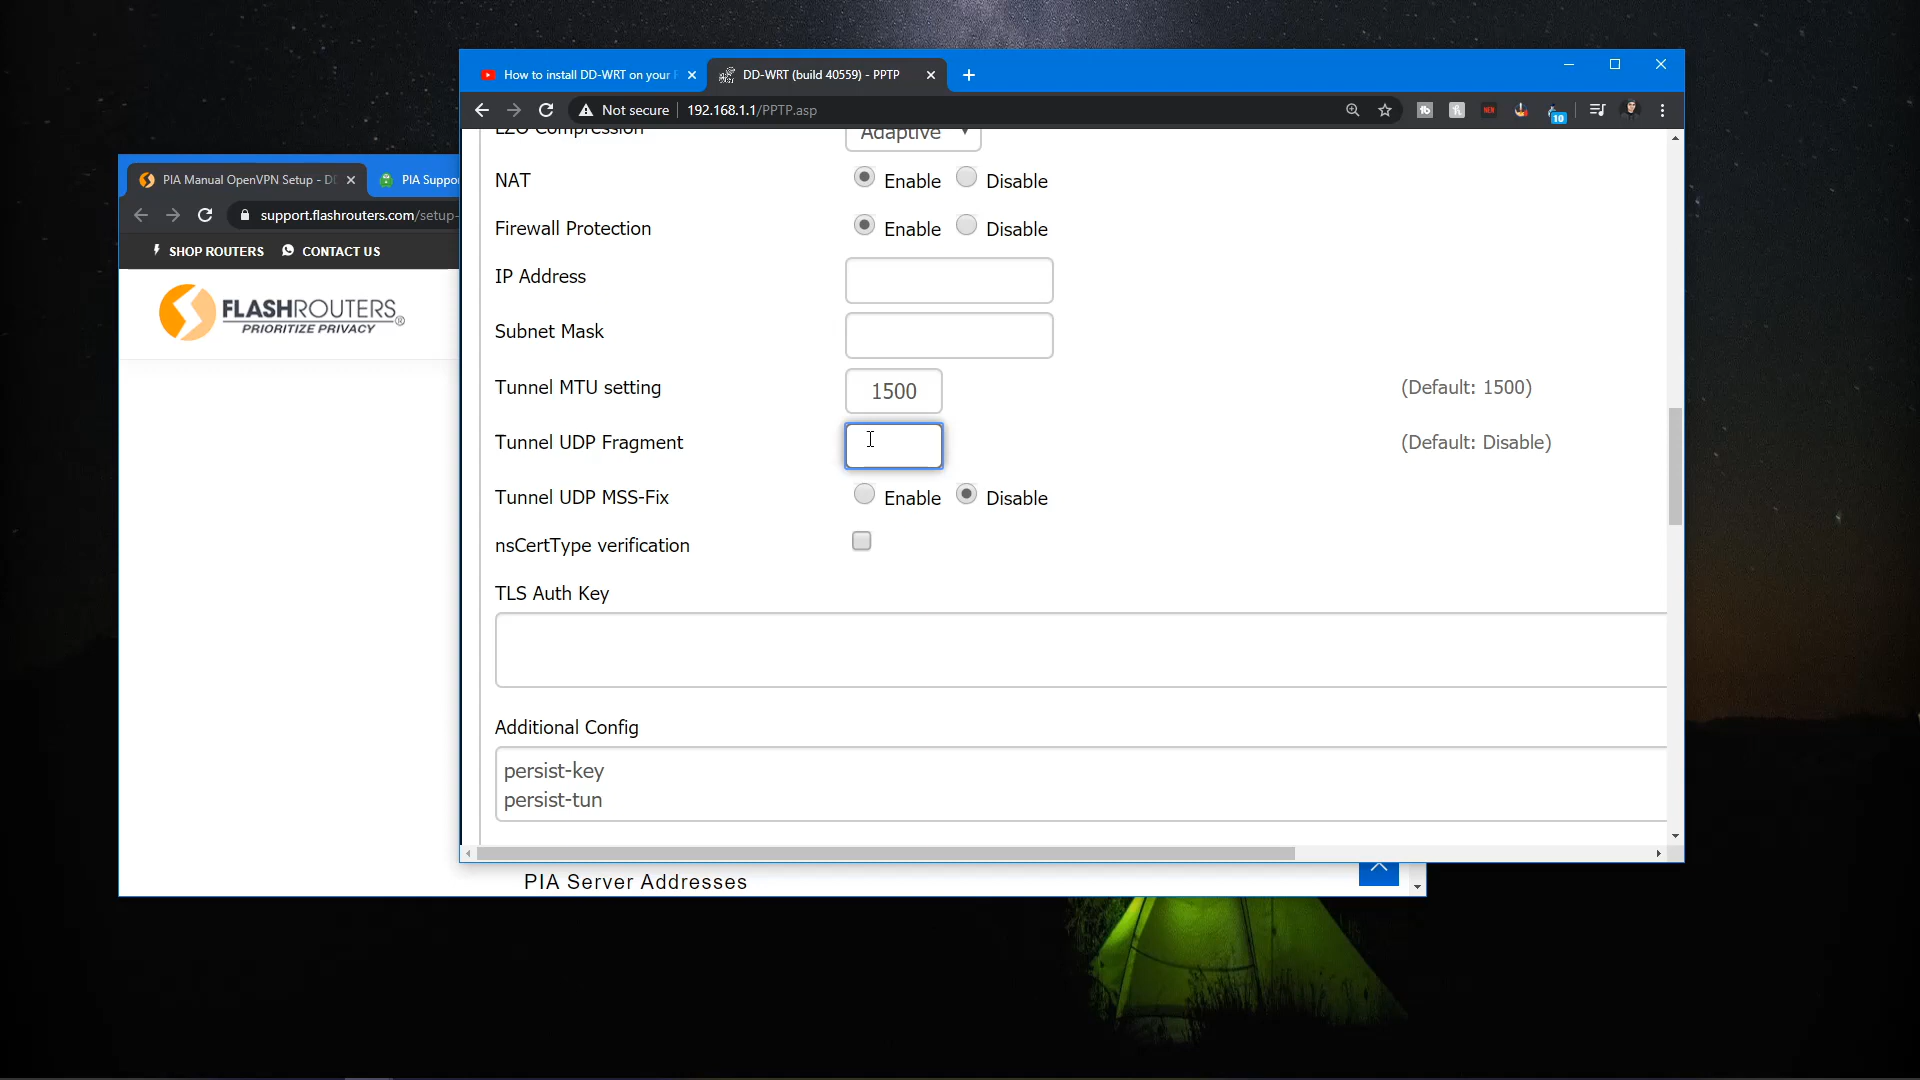 How to install DD-WRT on your
DD-WRT (build 40559) - PPTP
Not secure
192.168.1.1/PPTP.asp
10
LZO Compression
Adaptive
PIA Manual OpenVPN Setup - D
PIA Suppo
support.flashrouters.com/setup-
SHOP ROUTERS
CONTACT US
FLASHROUTERS®
PRIORITIZE PRIVACY
NAT
Enable
Disable
Firewall Protection
Enable
Disable
IP Address
Subnet Mask
Tunnel MTU setting
1500
(Default: 1500)
Tunnel UDP Fragment
(Default: Disable)
Tunnel UDP MSS-Fix
Enable
Disable
nsCertType verification
TLS Auth Key
Additional Config
persist-key
persist-tun
PIA Server Addresses